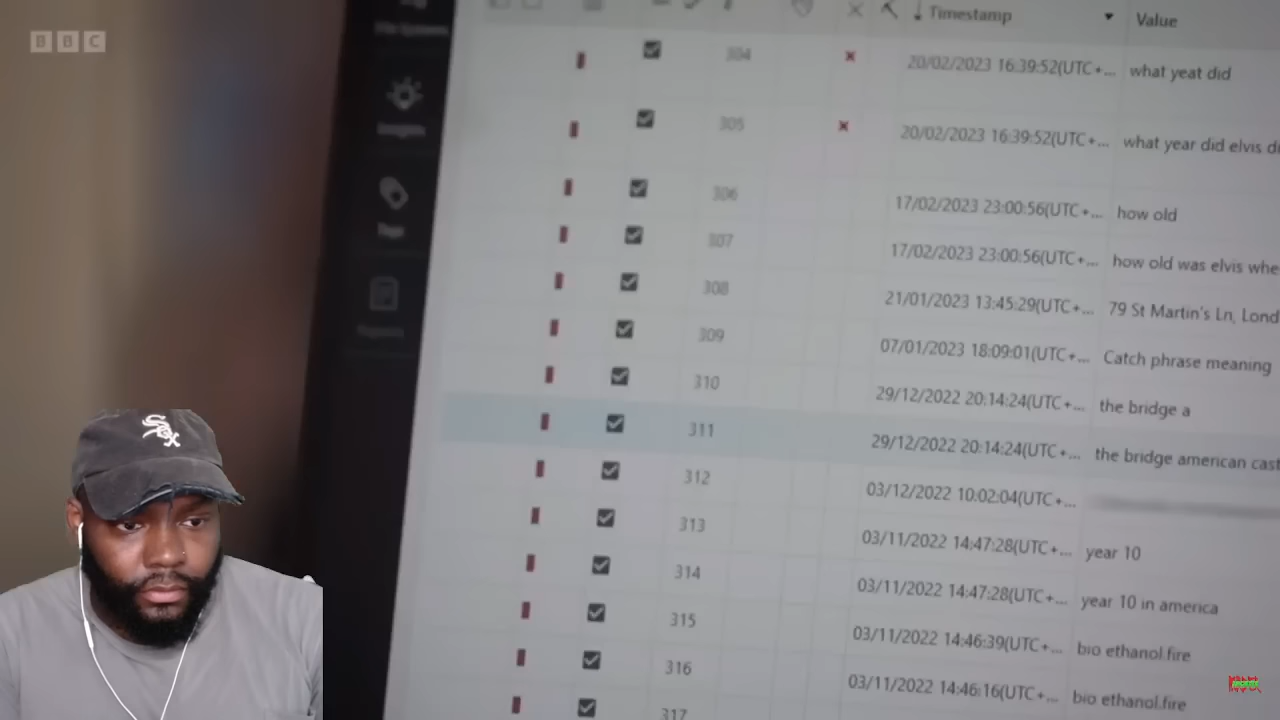 BBC
Timestamp Value
304 20/02/2023 16:39:52(UTC+... what yeat did
305 20/02/2023 16:39:52(UTC+... what year did elvis di
306 17/02/2023 23:00:56(UTC+... how old
307 17/02/2023 23:00:56(UTC+... how old was elvis whe
308 21/01/2023 13:45:29(UTC+... 79 St Martin's Ln, Lond
309 07/01/2023 18:09:01(UTC+... Catch phrase meaning
310 29/12/2022 20:14:24(UTC+... the bridge a
311 29/12/2022 20:14:24(UTC+... the bridge american cast
312 03/12/2022 10:02:04(UTC+...
313 03/11/2022 14:47:28(UTC+... year 10
314 03/11/2022 14:47:28(UTC+... year 10 in america
315 03/11/2022 14:46:39(UTC+... bio ethanol.fire
316 03/11/2022 14:46:16(UTC+... bio ethanol.fire
317
SOX